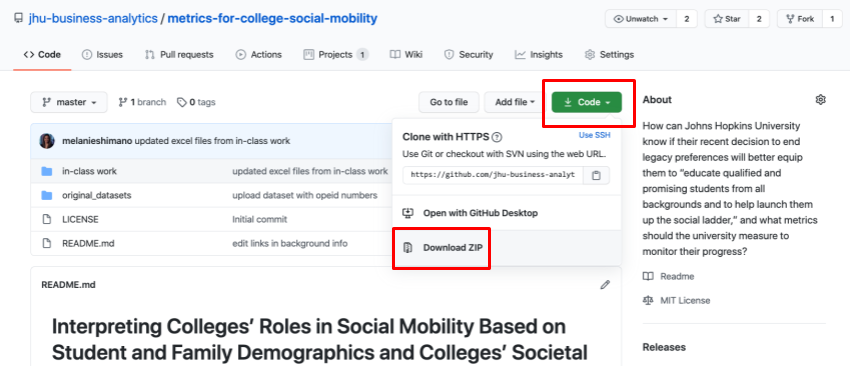 jhu-business-analytics / metrics-for-college-social-mobility
Unwatch 2 Star 2 Fork 1
Code Issues Pull requests Actions Projects 1 Wiki Security Insights Settings
master 1 branch 0 tags Go to file Add file Code
melanieshimano updated excel files from in-class work
in-class work updated excel files from in-class work
original_datasets upload dataset with opeid numbers
LICENSE Initial commit
README.md edit links in background info
Clone with HTTPS Use SSH
Use Git or checkout with SVN using the web URL.
https://github.com/jhu-business-analyt
Open with GitHub Desktop
Download ZIP
README.md
Interpreting Colleges’ Roles in Social Mobility Based on
Student and Family Demographics and Colleges’ Societal
About
How can Johns Hopkins University
know if their recent decision to end
legacy preferences will better equip
them to “educate qualified and
promising students from all
backgrounds and to help launch them
up the social ladder,” and what metrics
should the university measure to
monitor their progress?
Readme
MIT License
Releases